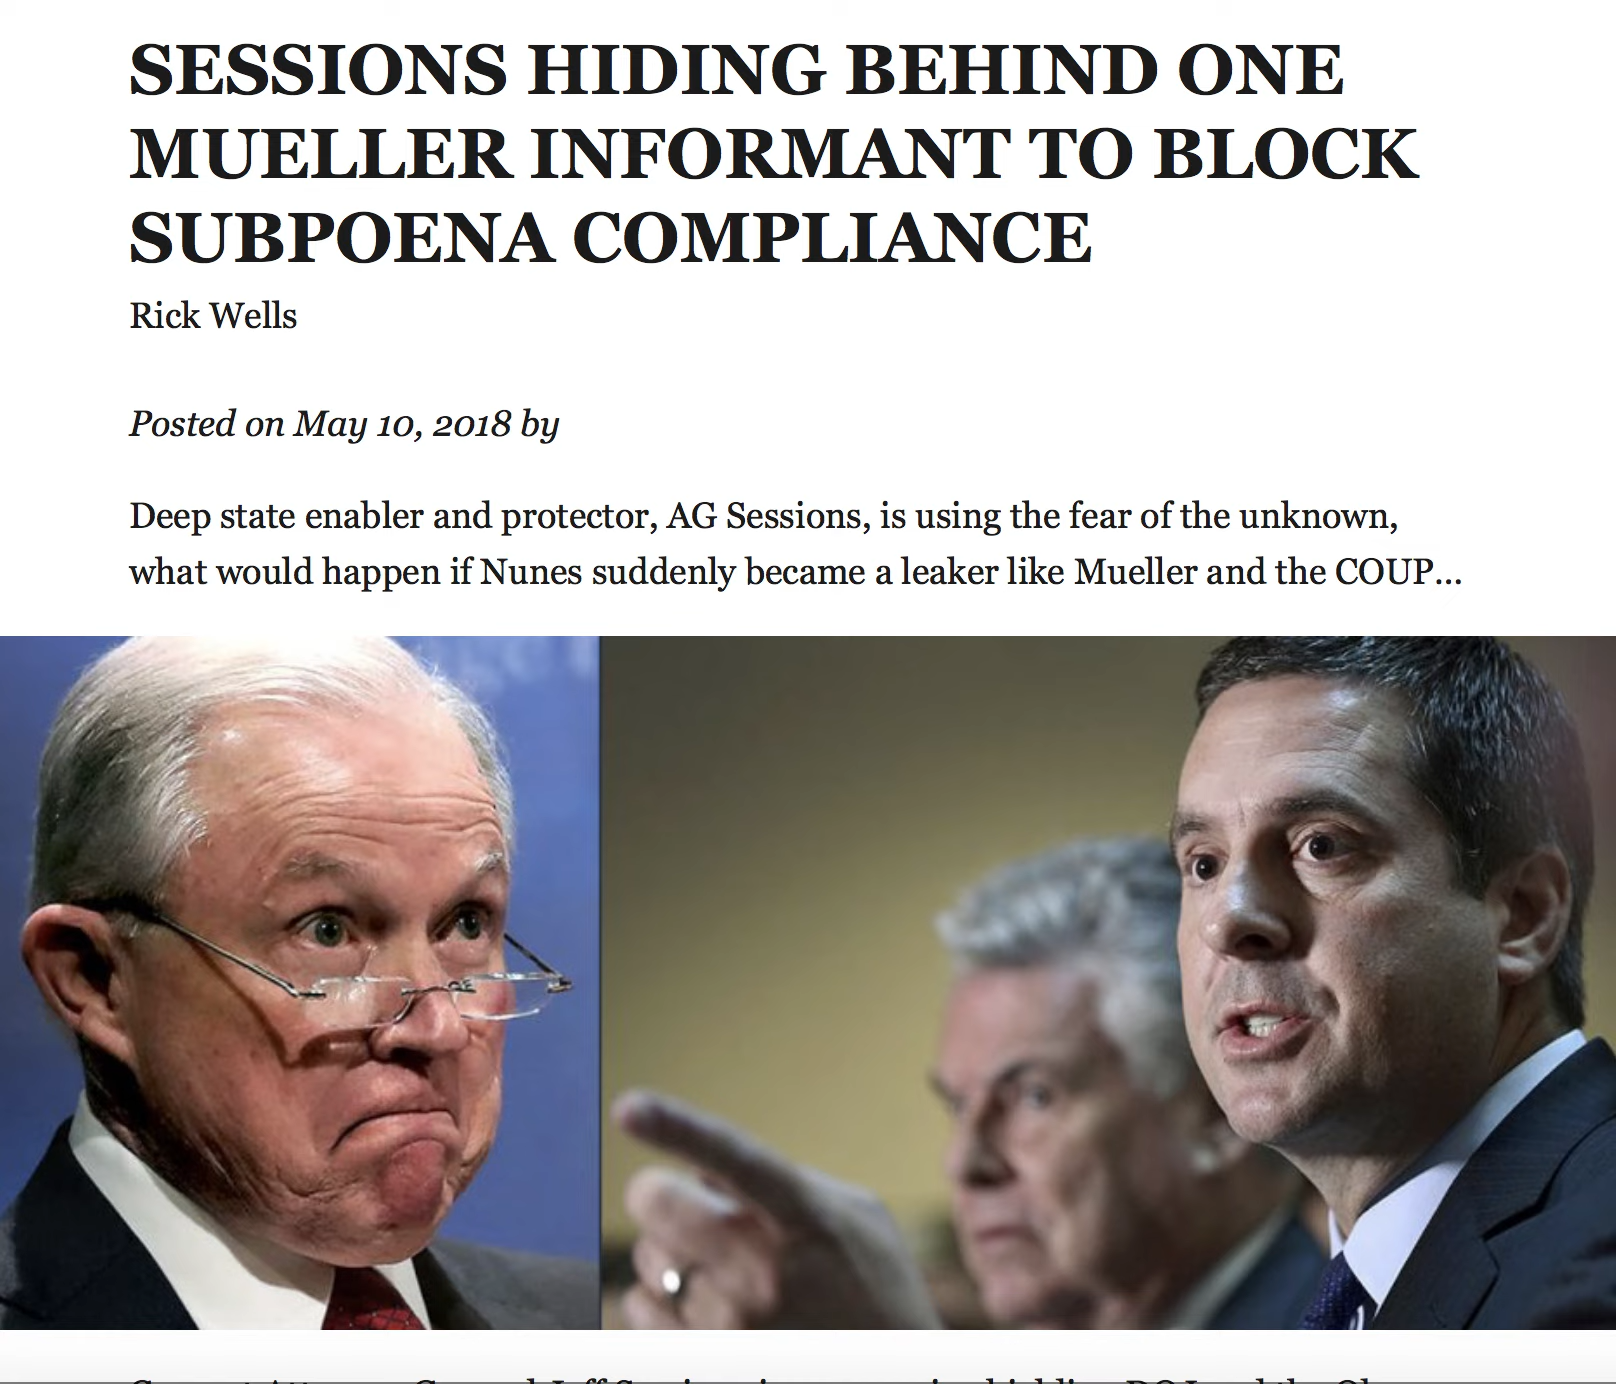 SESSIONS HIDING BEHIND ONE
MUELLER INFORMANT TO BLOCK
SUBPOENA COMPLIANCE
Rick Wells
Posted on May 10, 2018 by
Deep state enabler and protector, AG Sessions, is using the fear of the unknown,
what would happen if Nunes suddenly became a leaker like Mueller and the COUP...